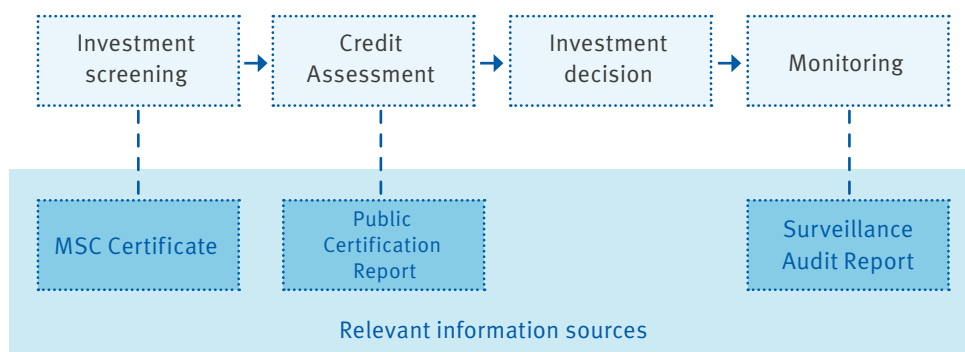 Investment
screening
Credit
Assessment
Investment
decision
Monitoring
MSC Certificate
Public
Certification
Report
Surveillance
Audit Report
Relevant information sources